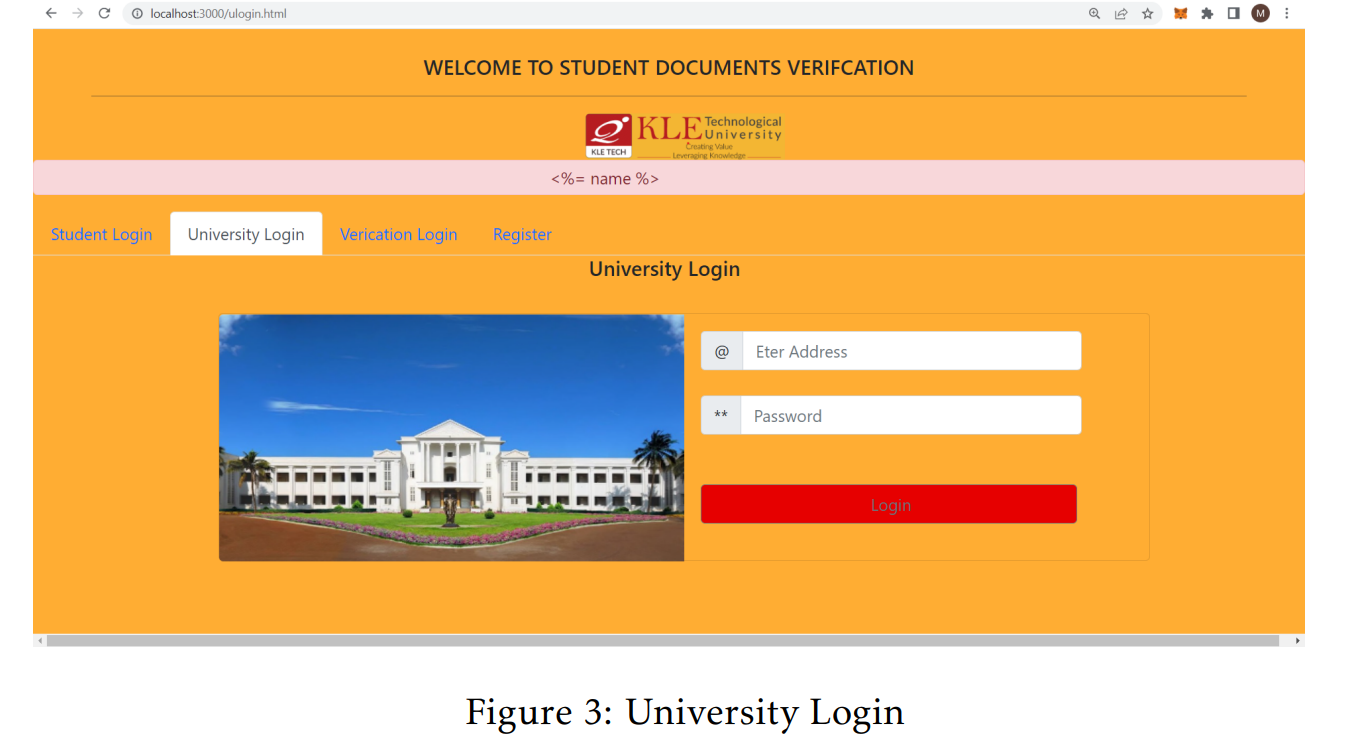 localhost:3000/ulogin.html
M
WELCOME TO STUDENT DOCUMENTS VERIFCATION
KLE TECH
KLE Technological
University
Creating Value
Leveraging Knowledge
<%= name %>
Student Login University Login Verication Login Register
University Login
@ Eter Address
** Password
Login
Figure 3: University Login